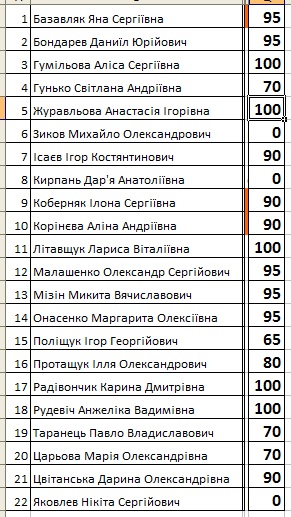 1 Базавляк Яна Сергіївна 95
2 Бондарев Даниїл Юрійович 95
3 Гумільова Аліса Сергіївна 100
4 Гунько Світлана Андріївна 70
5 Журавльова Анастасія Ігорівна 100
6 Зиков Михайло Олександрович 0
7 Ісаєв Ігор Костянтинович 90
8 Кирпань Дар'я Анатоліївна 0
9 Коберняк Ілона Сергіївна 90
10 Корінєва Аліна Андріївна 90
11 Літавщук Лариса Віталіївна 100
12 Малашенко Олександр Сергійович 95
13 Мізін Микита Вячиславович 95
14 Онасенко Маргарита Олексіївна 95
15 Поліщук Ігор Георгійович 65
16 Протащук Ілля Олександрович 80
17 Радівончик Карина Дмитрівна 100
18 Рудевіч Анжеліка Вадимівна 100
19 Таранець Павло Владиславович 70
20 Царьова Марія Олександрівна 70
21 Цвітанська Дарина Олександрівна 90
22 Яковлев Нікіта Сергійович 0